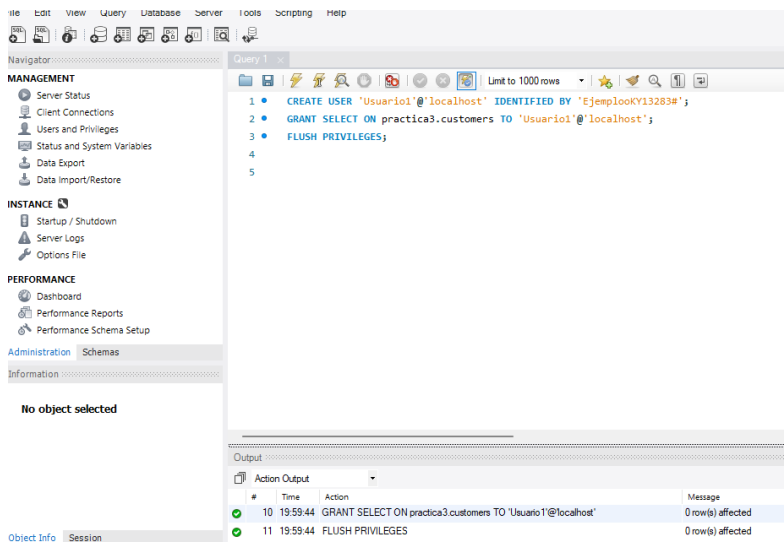 File Edit View Query Database Server Tools Scripting Help
Navigator
MANAGEMENT
Server Status
Client Connections
Users and Privileges
Status and System Variables
Data Export
Data Import/Restore
INSTANCE
Startup / Shutdown
Server Logs
Options File
PERFORMANCE
Dashboard
Performance Reports
Performance Schema Setup
Administration Schemas
Information
No object selected
Object Info Session
Query 1
Limit to 1000 rows
1 CREATE USER 'Usuario1'@'localhost' IDENTIFIED BY 'EjemplooKY13283#';
2 GRANT SELECT ON practica3.customers TO 'Usuario1'@'localhost';
3 FLUSH PRIVILEGES;
4
5
Output
Action Output
# Time Action Message
10 19:59:44 GRANT SELECT ON practica3.customers TO 'Usuario1'@'localhost' 0 row(s) affected
11 19:59:44 FLUSH PRIVILEGES 0 row(s) affected